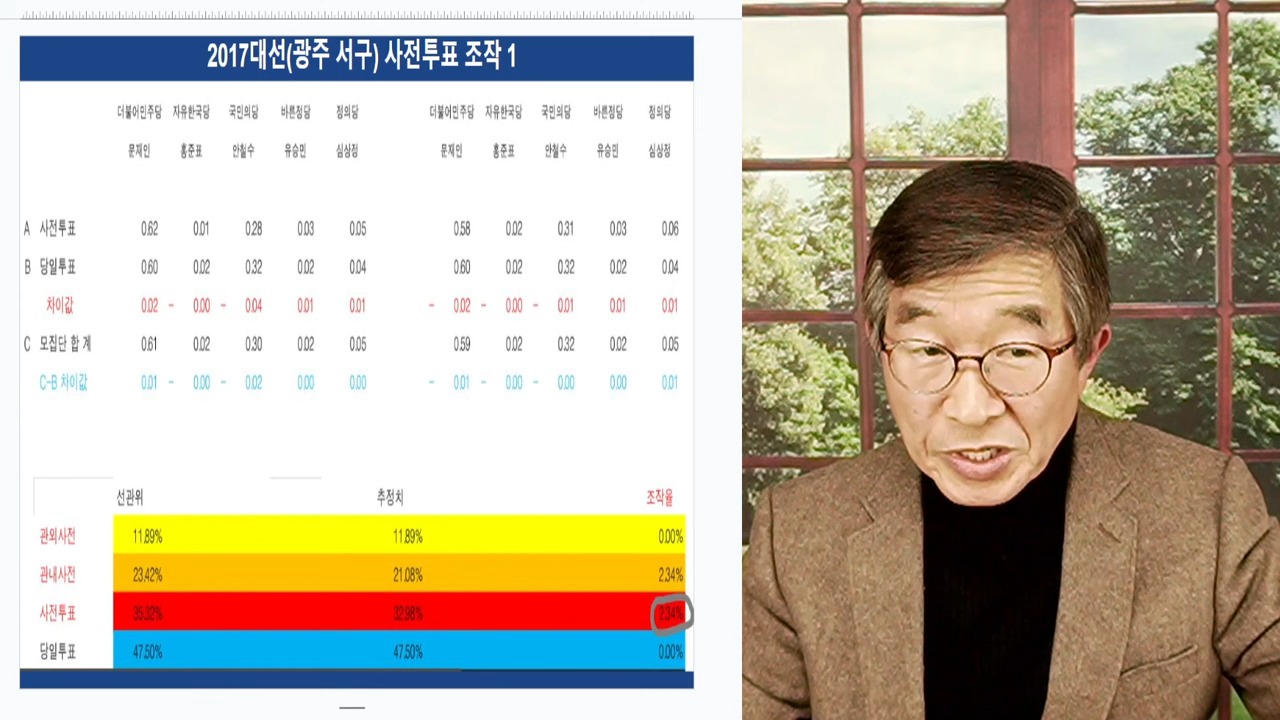 2017대선(광주 서구) 사전투표 조작 1
더불어민주당 자유한국당 국민의당 바른정당 정의당 더불어민주당 자유한국당 국민의당 바른정당 정의당
문재인 홍준표 안철수 유승민 심상정 문재인 홍준표 안철수 유승민 심상정
A 사전투표 0.62 0.01 0.28 0.03 0.05 0.58 0.02 0.31 0.03 0.06
B 당일투표 0.60 0.02 0.32 0.02 0.04 0.60 0.02 0.32 0.02 0.04
차이값 0.02 - 0.00 - 0.04 0.01 0.01 - 0.02 - 0.00 - 0.01 0.01 0.01
C 모집단 합 계 0.61 0.02 0.30 0.02 0.05 0.59 0.02 0.32 0.02 0.05
C-B 차이값 0.01 - 0.00 - 0.02 0.00 0.00 - 0.01 - 0.00 - 0.00 0.00 0.01
선관위 추정치 조작율
관외사전 11.89% 11.89% 0.00%
관내사전 23.42% 21.08% 2.34%
사전투표 35.32% 32.98% 2.34%
당일투표 47.50% 47.50% 0.00%